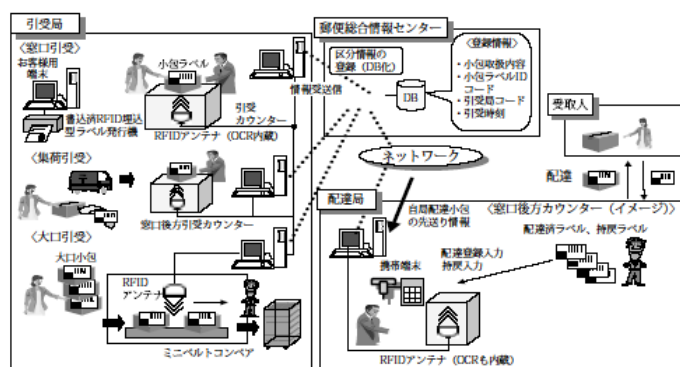 引受局
〈窓口引受〉
お客様用
端末
小包ラベル
書込済RFID埋込
型ラベル発行機
引受
カウンター
RFIDアンテナ（OCR内蔵）
〈集荷引受〉
窓口後方引受カウンター
〈大口引受〉
大口小包
RFID
アンテナ
ミニベルトコンベア
情報受送信
郵便総合情報センター
区分情報の
登録（DB化）
DB
〈登録情報〉
・小包取扱内容
・小包ラベルID
コード
・引受局コード
・引受時刻
ネットワーク
受取人
配達
配達局
自局配達小包
の先送り情報
〈窓口後方カウンター（イメージ）〉
配達済ラベル、持戻ラベル
配達登録入力
持戻入力
携帯端末
RFIDアンテナ（OCRも内蔵）